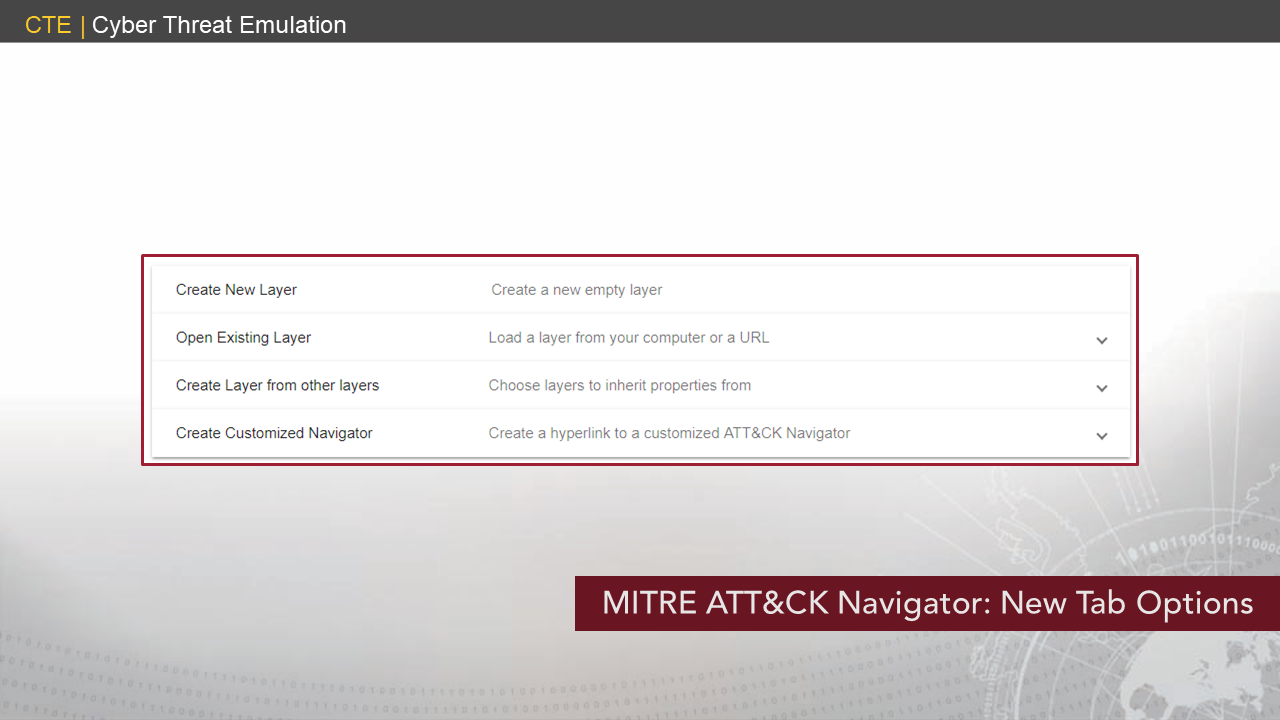 CTE | Cyber Threat Emulation
Create New Layer Create a new empty layer
Open Existing Layer Load a layer from your computer or a URL
Create Layer from other layers Choose layers to inherit properties from
Create Customized Navigator Create a hyperlink to a customized ATT&CK Navigator
MITRE ATT&CK Navigator: New Tab Options